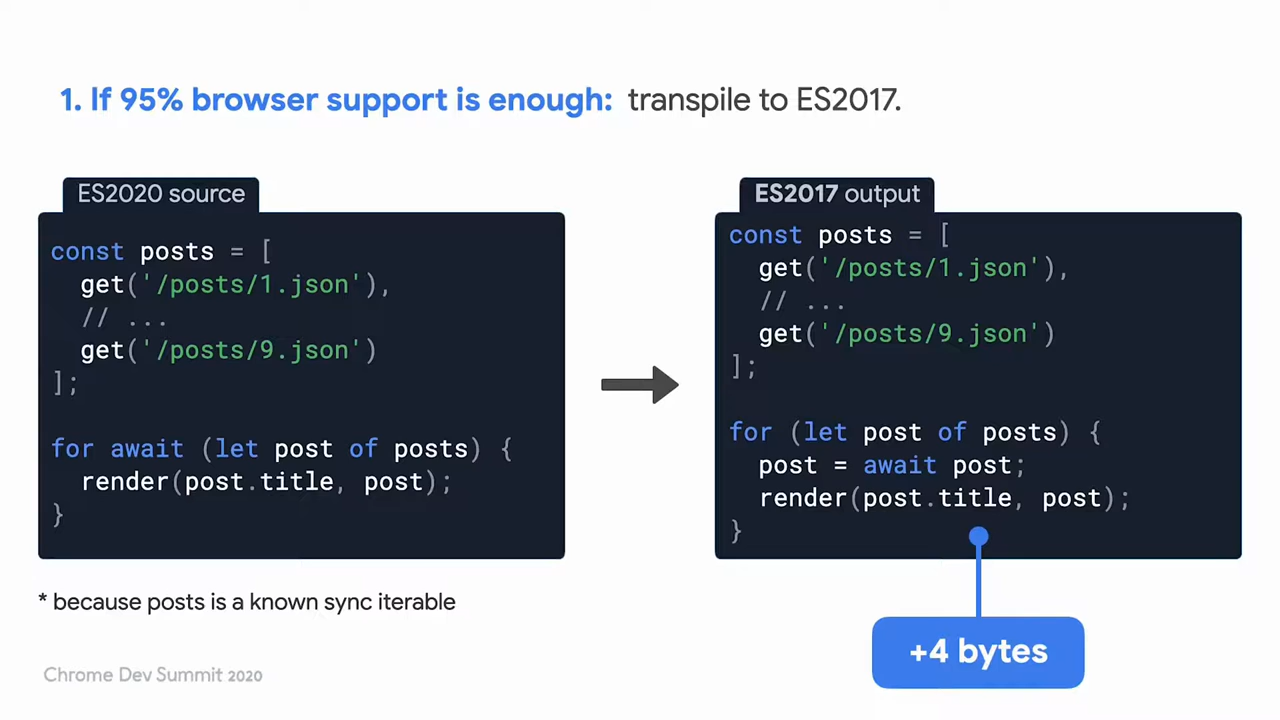 1. If 95% browser support is enough: transpile to ES2017.
ES2020 source
const posts = [
  get('/posts/1.json'),
  // ...
  get('/posts/9.json')
];

for await (let post of posts) {
  render(post.title, post);
}
* because posts is a known sync iterable
ES2017 output
const posts = [
  get('/posts/1.json'),
  // ...
  get('/posts/9.json')
];

for (let post of posts) {
  post = await post;
  render(post.title, post);
}
+4 bytes
Chrome Dev Summit 2020